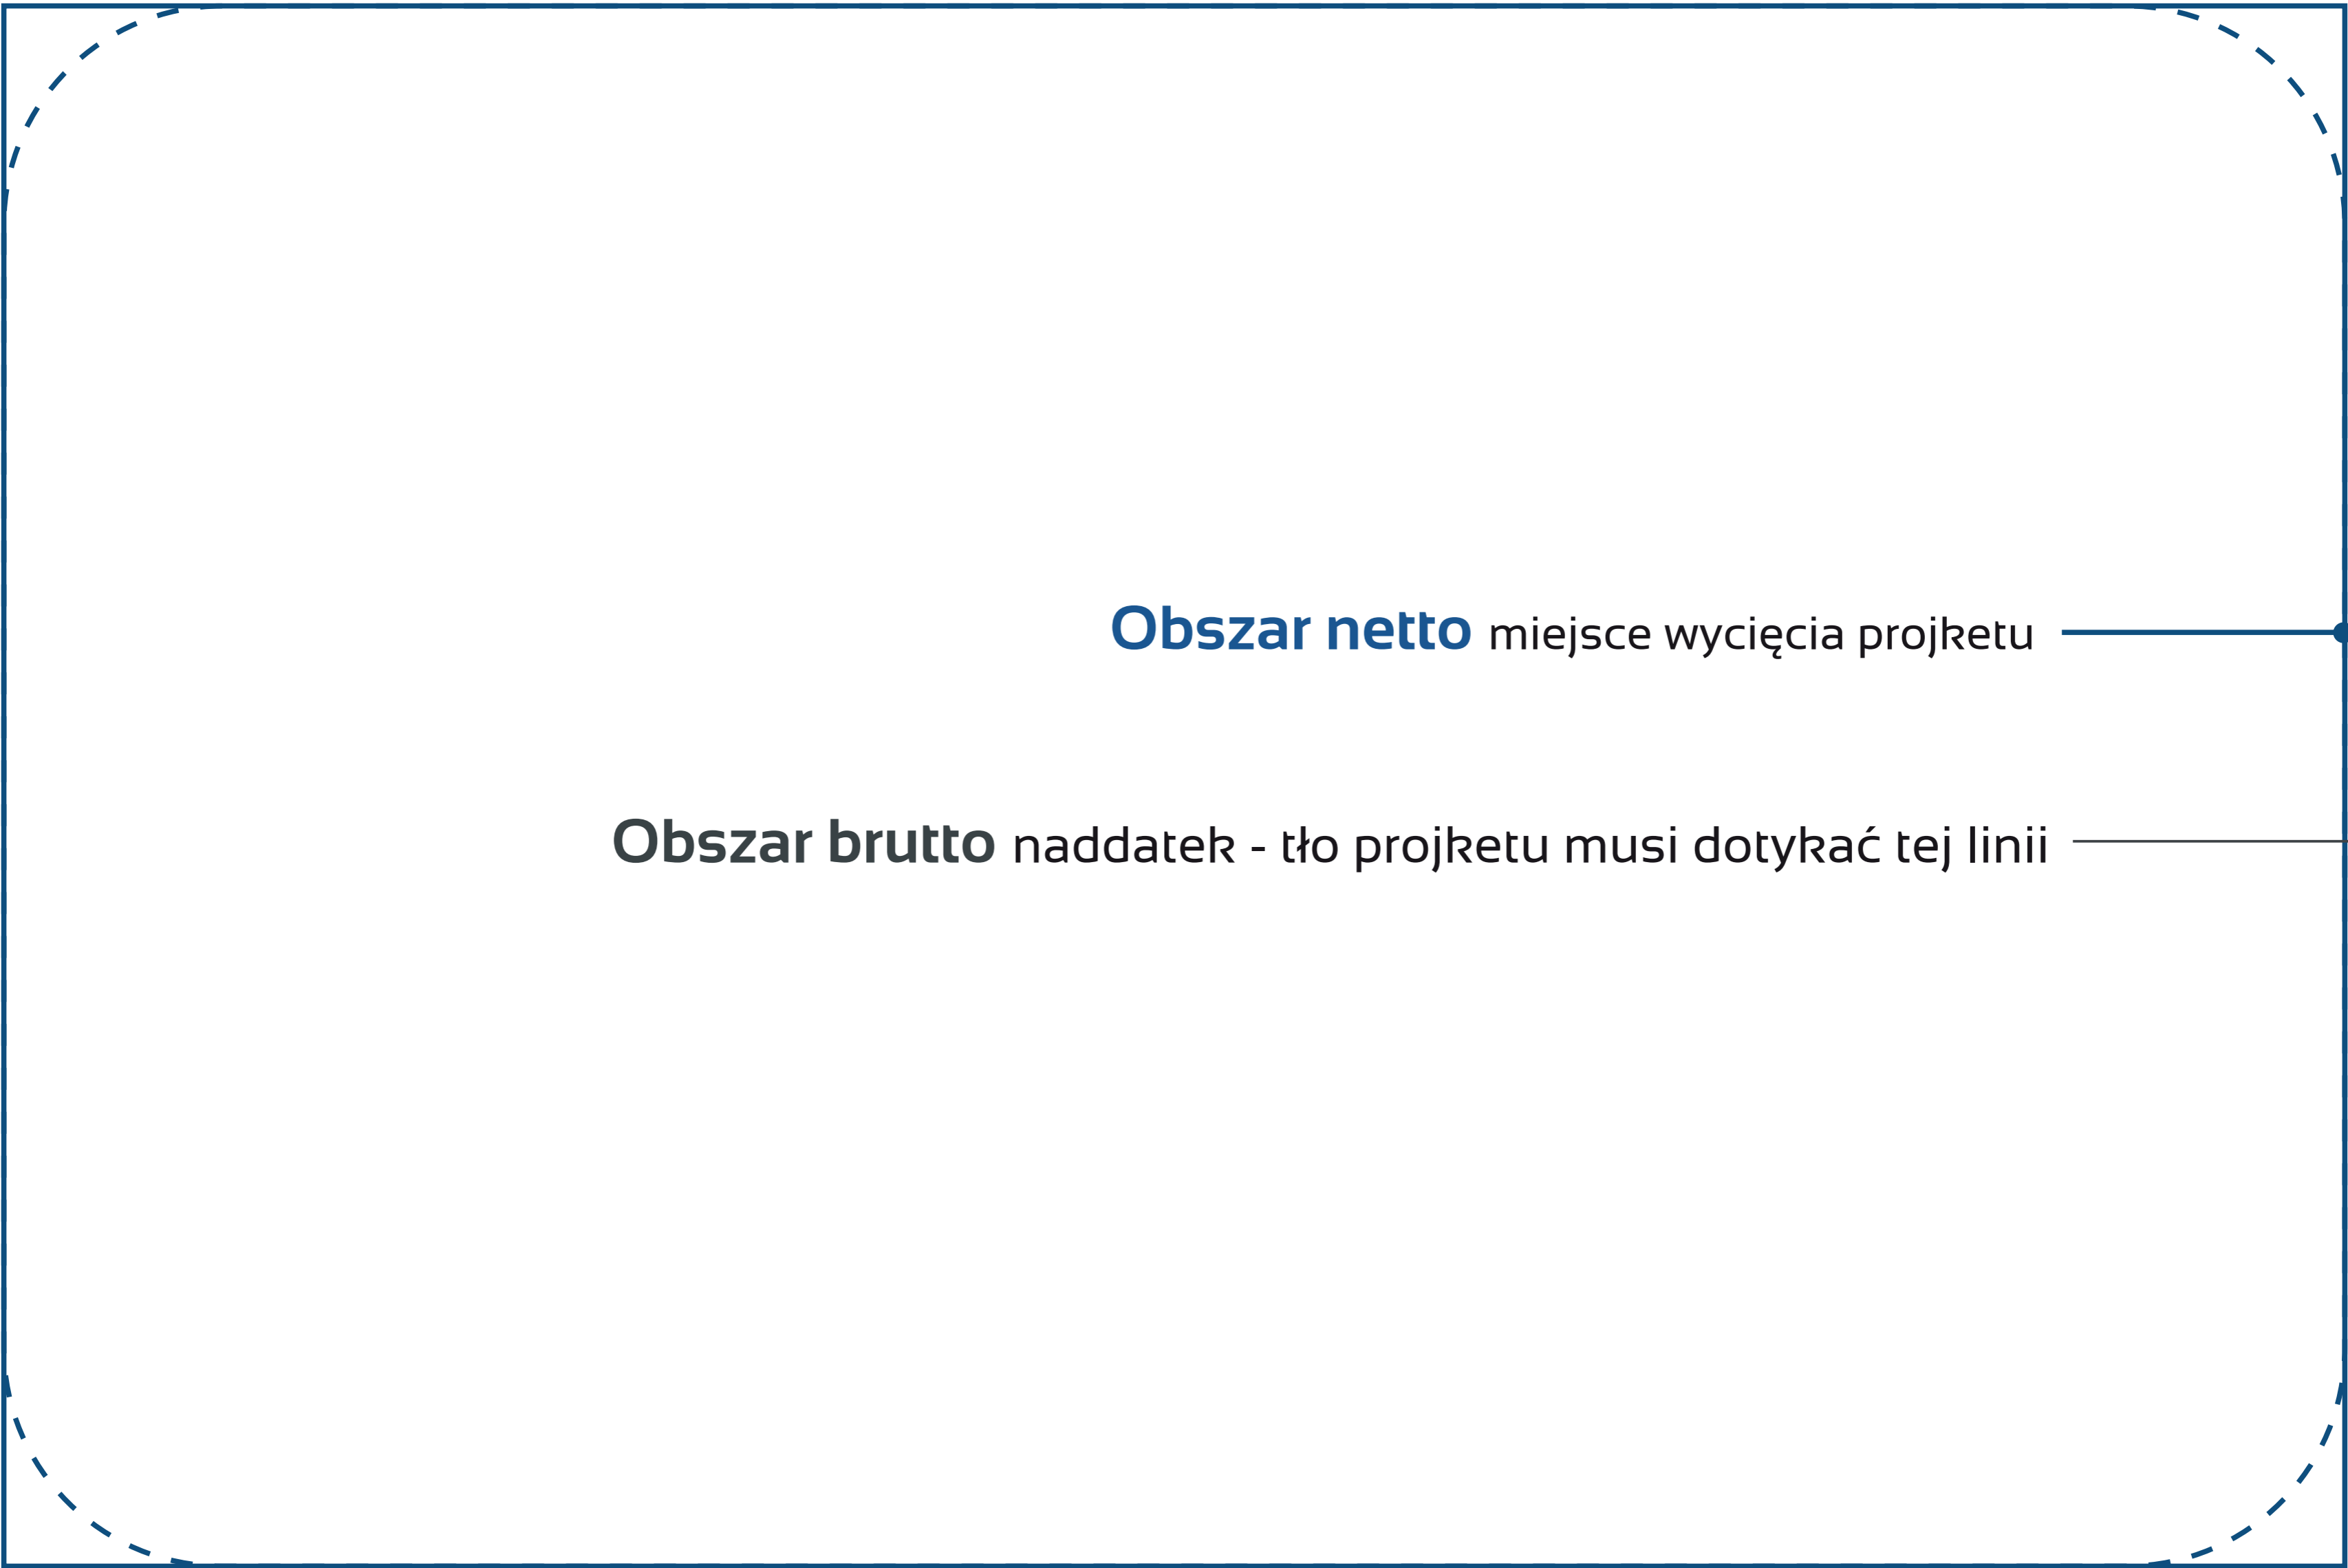 Obszar netto miejsce wycięcia projketu
Obszar brutto naddatek - tło projketu musi dotykać tej linii